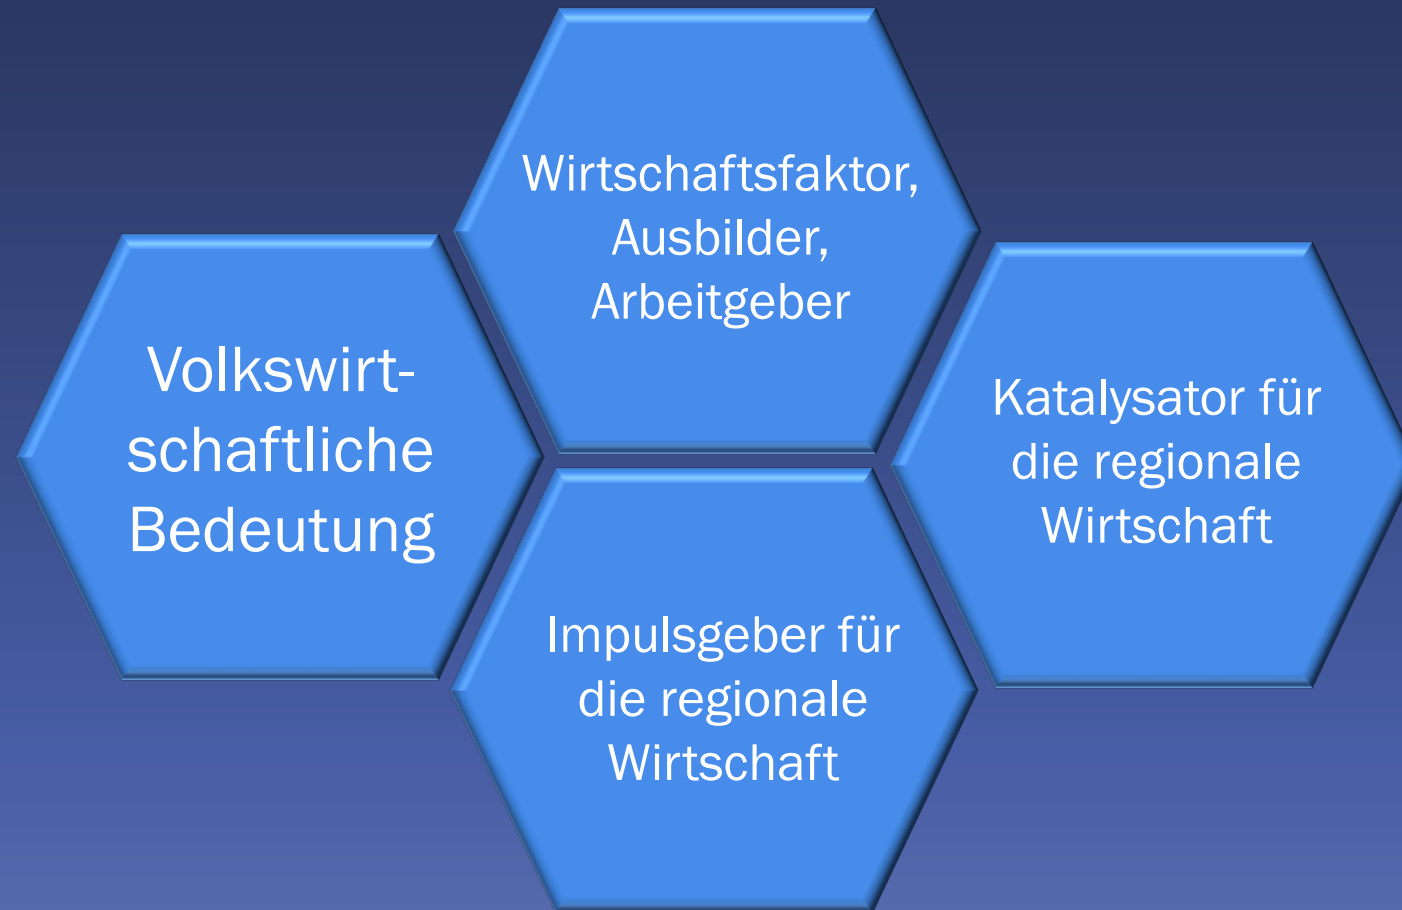 Volkswirt-
schaftliche
Bedeutung
Wirtschaftsfaktor,
Ausbilder,
Arbeitgeber
Impulsgeber für
die regionale
Wirtschaft
Katalysator für
die regionale
Wirtschaft